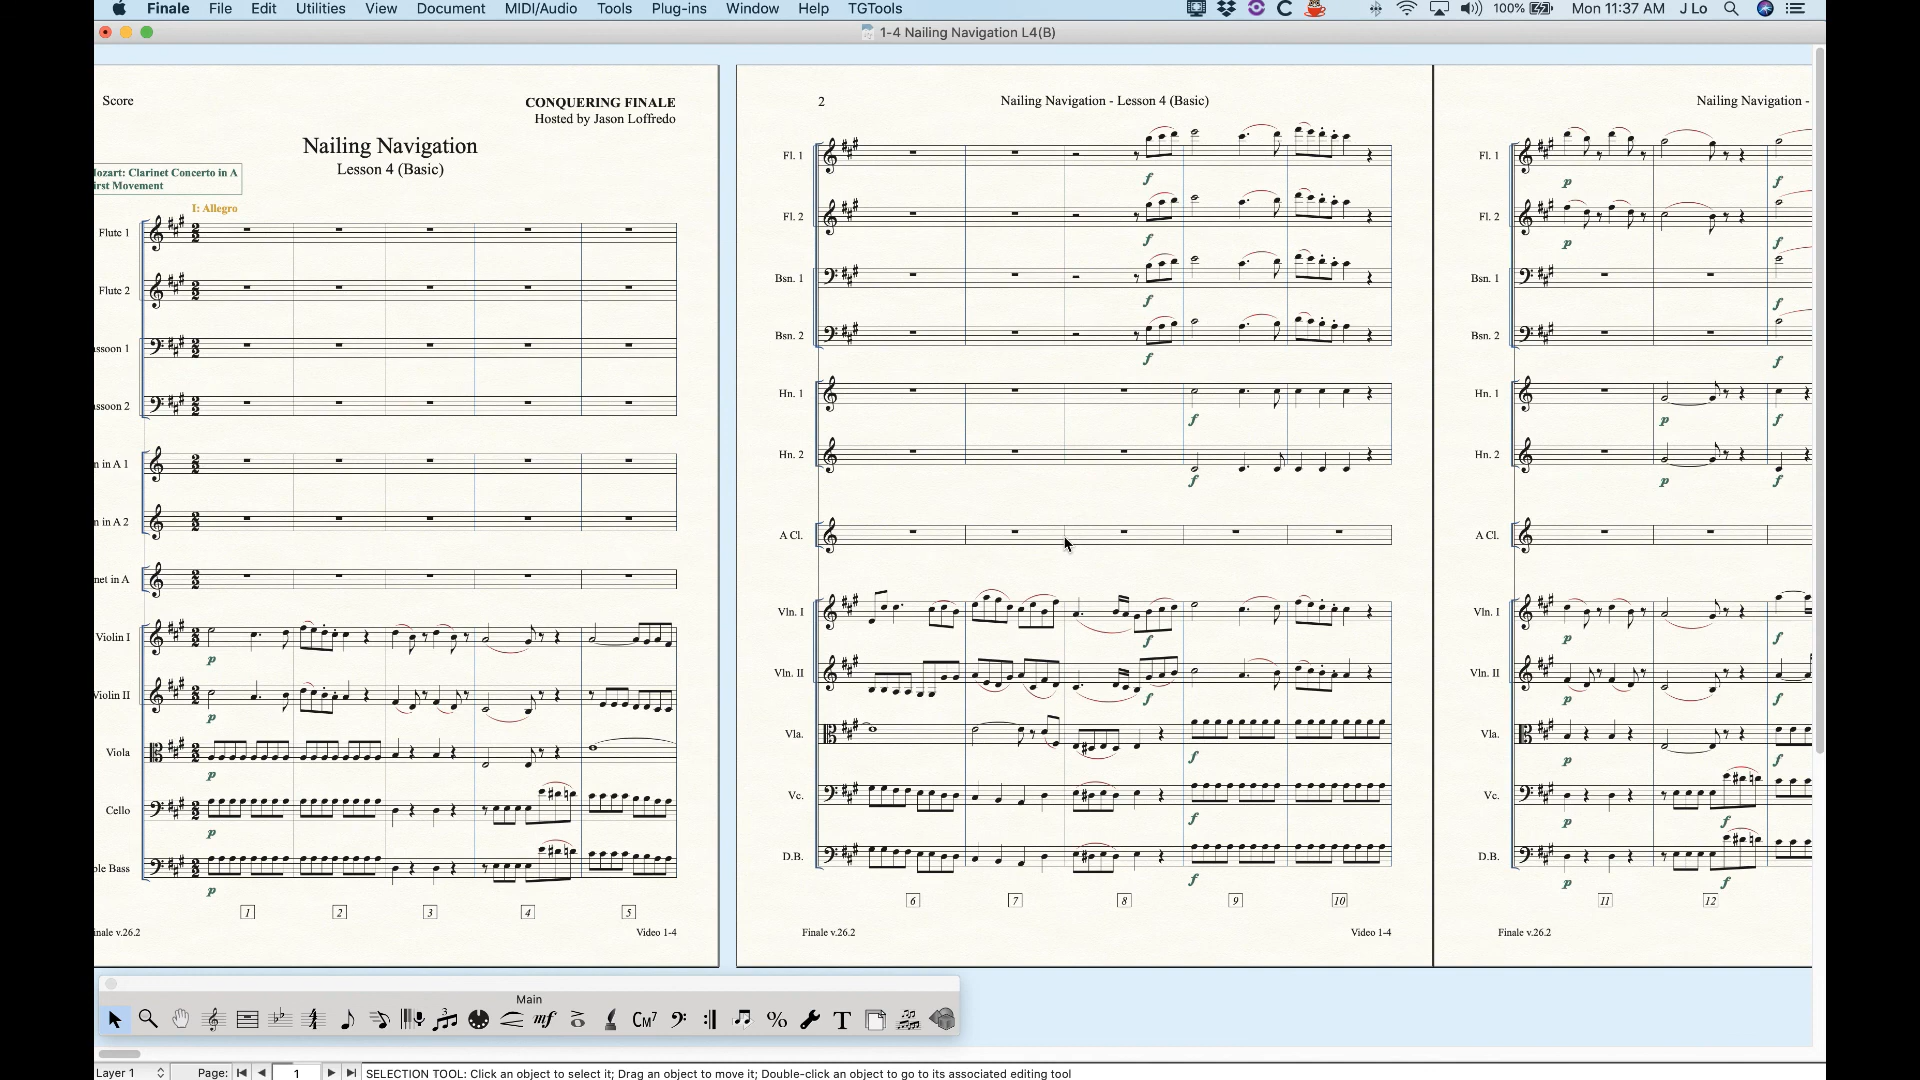 Finale File Edit Utilities View Document MIDI/Audio Tools Plug-ins Window Help TGTools 100% Mon 11:37 AM J Lo
1-4 Nailing Navigation L4(B)
Score
CONQUERING FINALE
Hosted by Jason Loffredo
Nailing Navigation
Lesson 4 (Basic)
Mozart: Clarinet Concerto in A
First Movement
I: Allegro
Flute 1
Flute 2
assoon 1
assoon 2
n in A 1
n in A 2
net in A
Violin I
p
Violin II
p
Viola
p
Cello
p
ble Bass
p
1 2 3 4 5
inale v.26.2
Video 1-4
2
Nailing Navigation - Lesson 4 (Basic)
Fl. 1
f
Fl. 2
f
Bsn. 1
f
Bsn. 2
f
Hn. 1
f
Hn. 2
f
A Cl.
Vln. I
f
Vln. II
f
Vla.
f
Vc.
f
D.B.
f
6 7 8 9 10
Finale v.26.2
Video 1-4
Nailing Navigation -
Fl. 1
p f
Fl. 2
p f
Bsn. 1
f
Bsn. 2
f
Hn. 1
p f
Hn. 2
p f
A Cl.
Vln. I
p f
Vln. II
p f
Vla.
p f
Vc.
p f
D.B.
p f
11 12
Finale v.26.2
Main
mf CM7 % T
Layer 1 Page: 1 SELECTION TOOL: Click an object to select it; Drag an object to move it; Double-click an object to go to its associated editing tool